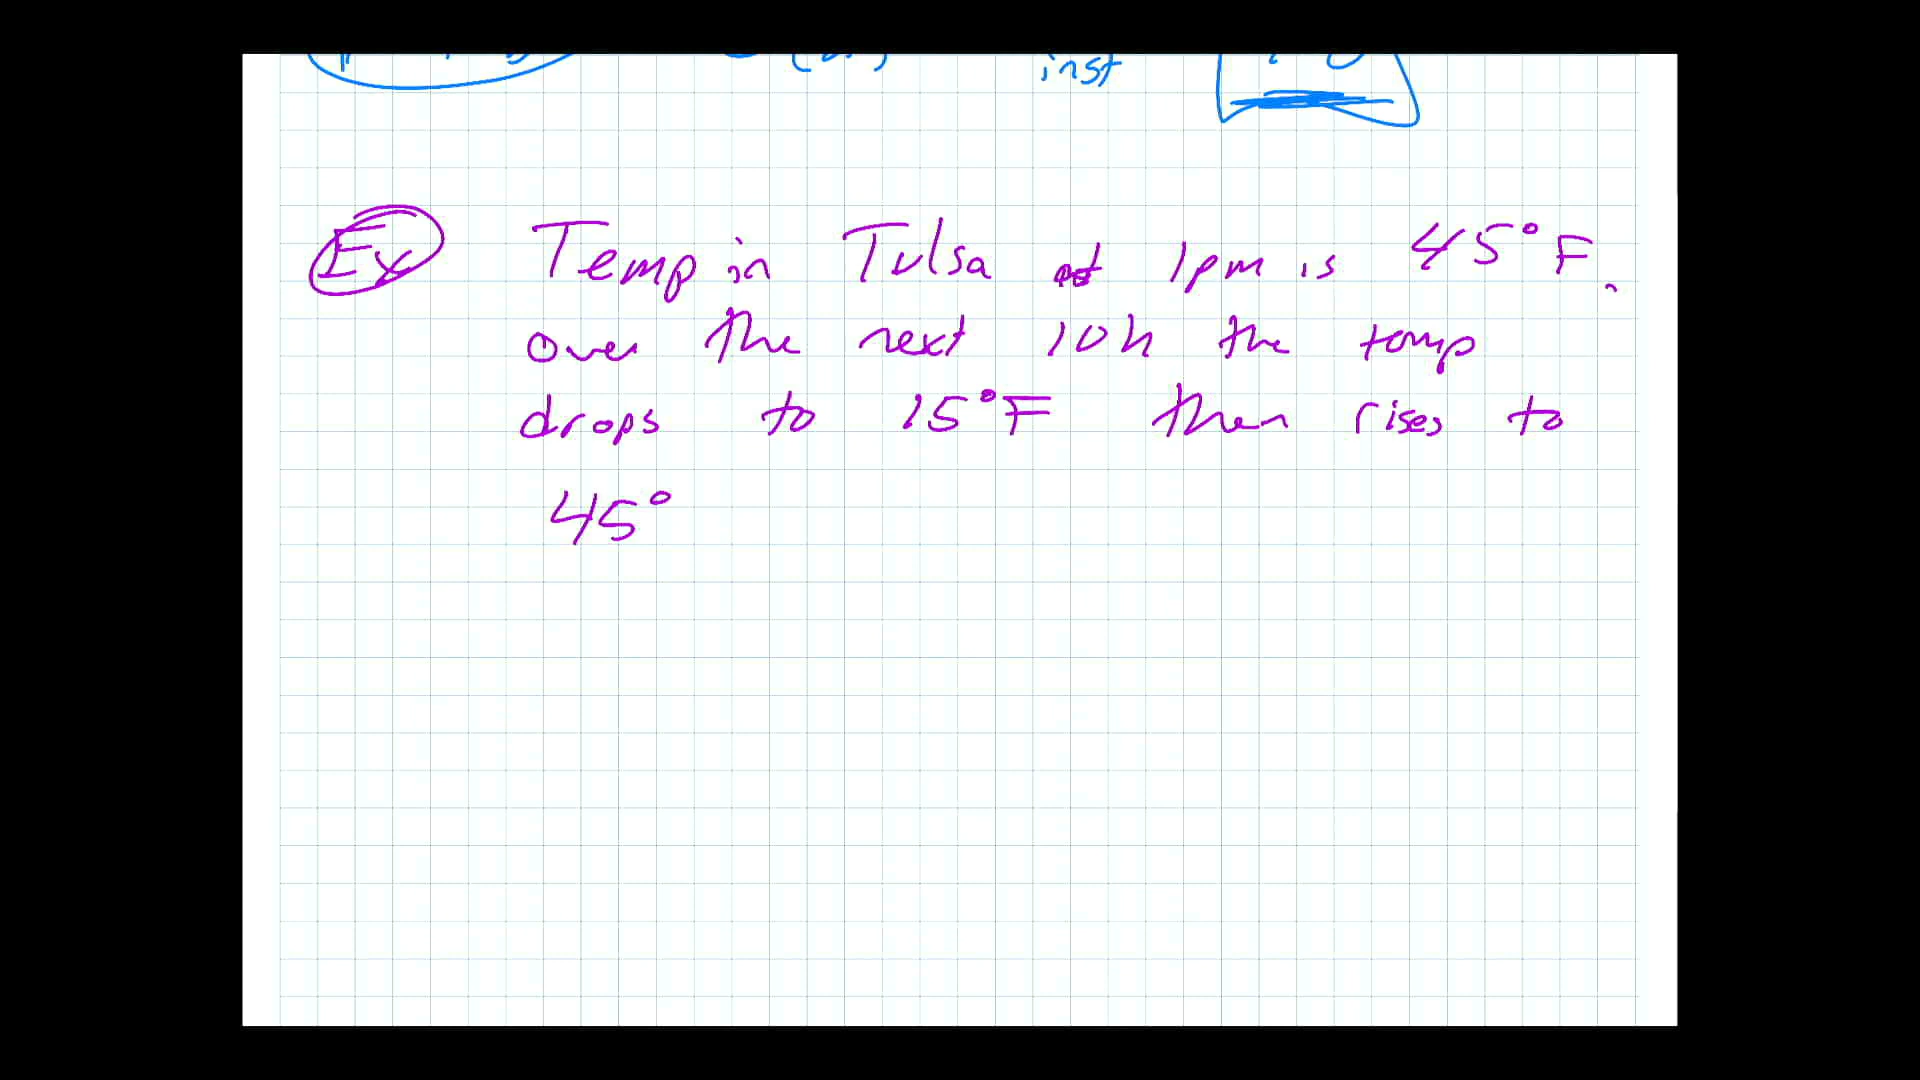 inst
Ex Temp in Tulsa at 1pm is 45°F.
over the next 10h the temp
drops to 15°F then rises to
45°